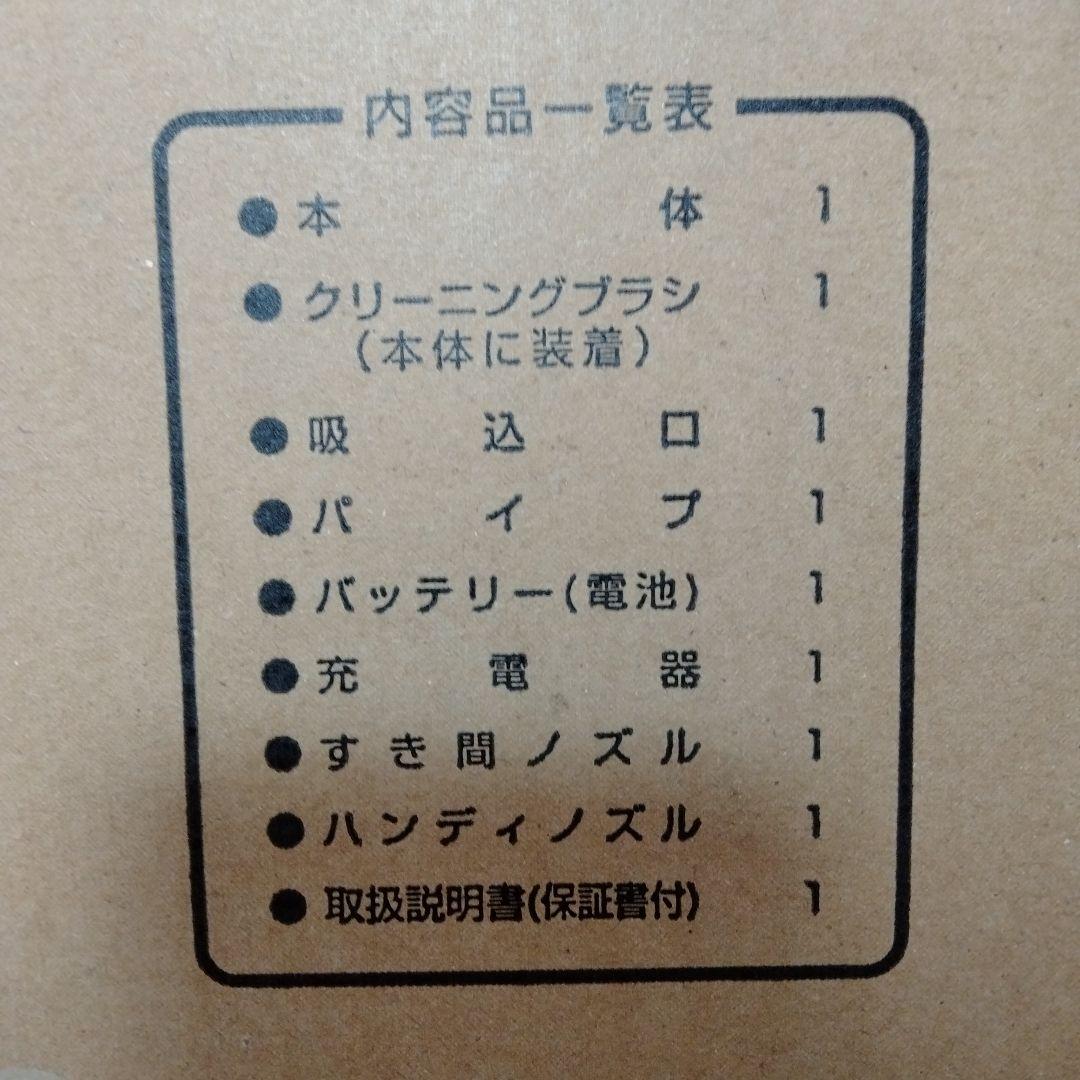 内容品一覧表
●本体 1
●クリーニングブラシ 1
(本体に装着)
●吸込口 1
●パイプ 1
●バッテリー(電池) 1
●充電器 1
●すき間ノズル 1
●ハンディノズル 1
●取扱説明書(保証書付) 1